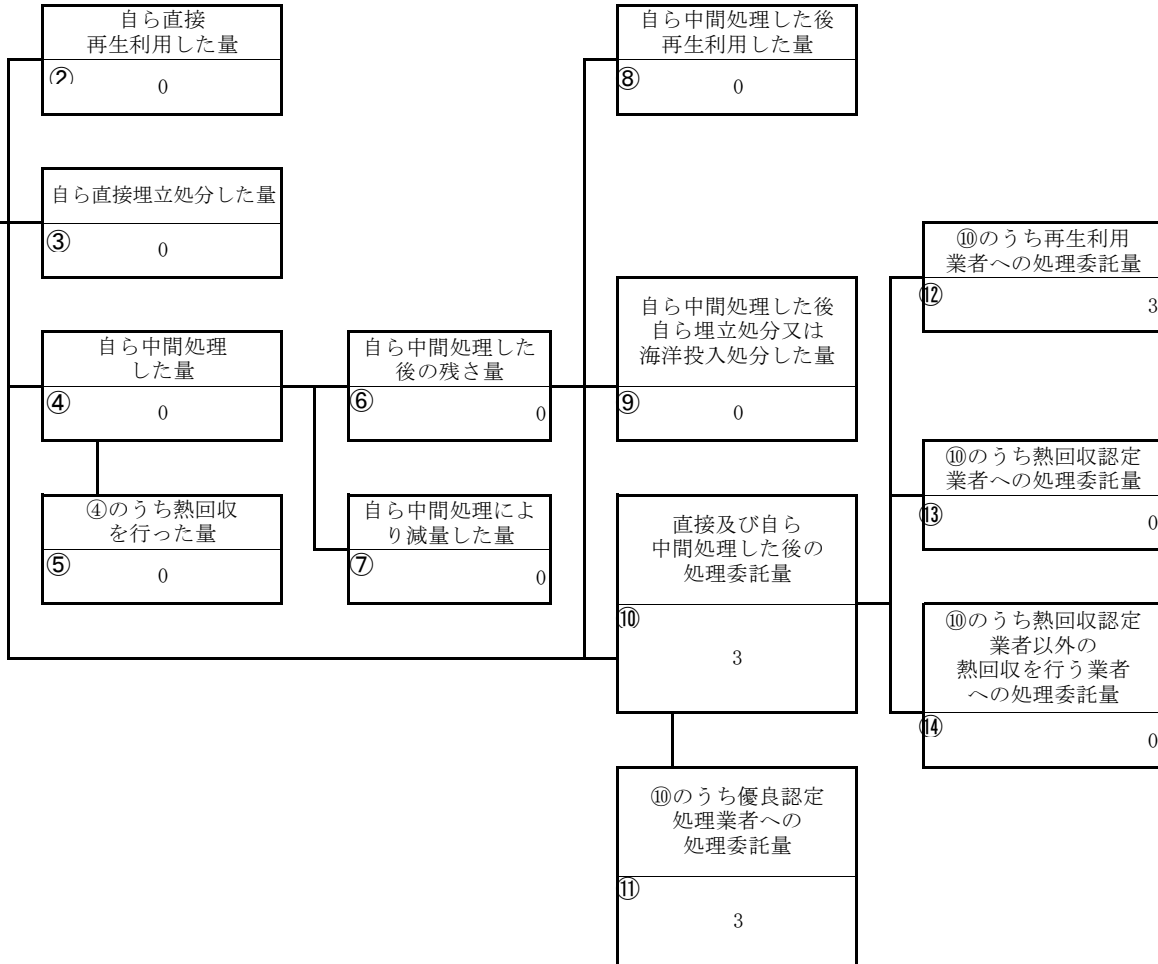 自ら直接
再生利用した量
②
0
自ら中間処理した後
再生利用した量
⑧
0
自ら直接埋立処分した量
③
0
⑩のうち再生利用
業者への処理委託量
⑫
3
自ら中間処理
した量
④
0
自ら中間処理した
後の残さ量
⑥
0
自ら中間処理した後
自ら埋立処分又は
海洋投入処分した量
⑨
0
⑩のうち熱回収認定
業者への処理委託量
⑬
0
④のうち熱回収
を行った量
⑤
0
自ら中間処理によ
り減量した量
⑦
0
直接及び自ら
中間処理した後の
処理委託量
⑩
3
⑩のうち熱回収認定
業者以外の
熱回収を行う業者
への処理委託量
⑭
0
⑩のうち優良認定
処理業者への
処理委託量
⑪
3